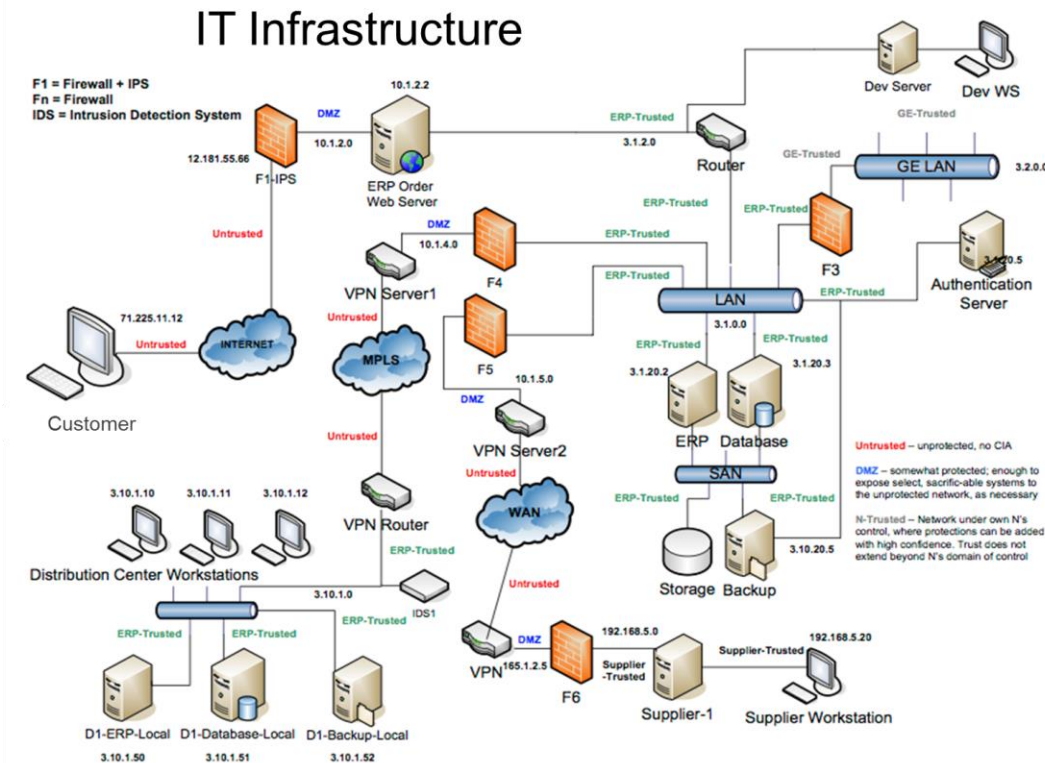 IT Infrastructure
F1 = Firewall + IPS
Fn = Firewall
IDS = Intrusion Detection System
12.181.55.66
F1-IPS
DMZ
10.1.2.0
10.1.2.2
ERP Order
Web Server
ERP-Trusted
3.1.2.0
Router
Dev Server
Dev WS
GE-Trusted
GE-Trusted
GE LAN
3.2.0.0
Untrusted
DMZ
10.1.4.0
F4
VPN Server1
ERP-Trusted
ERP-Trusted
ERP-Trusted
ERP-Trusted
F3
3.1.20.5
Authentication
Server
ERP-Trusted
LAN
3.1.0.0
71.225.11.12
Untrusted
INTERNET
Customer
Untrusted
MPLS
F5
DMZ
10.1.5.0
VPN Server2
ERP-Trusted
3.1.20.2
3.1.20.3
ERP
Database
SAN
ERP-Trusted
ERP-Trusted
3.10.20.5
Storage
Backup
Untrusted – unprotected, no CIA
DMZ – somewhat protected; enough to
expose select, sacrific-able systems to
the unprotected network, as necessary
N-Trusted – Network under own N's
control, where protections can be added
with high confidence. Trust does not
extend beyond N's domain of control
Untrusted
VPN Router
Untrusted
WAN
Untrusted
3.10.1.10
3.10.1.11
3.10.1.12
Distribution Center Workstations
3.10.1.0
ERP-Trusted
IDS1
ERP-Trusted
ERP-Trusted
ERP-Trusted
D1-ERP-Local
3.10.1.50
D1-Database-Local
3.10.1.51
D1-Backup-Local
3.10.1.52
VPN
DMZ
165.1.2.5
F6
192.168.5.0
Supplier
-Trusted
Supplier-1
Supplier-Trusted
192.168.5.20
Supplier Workstation